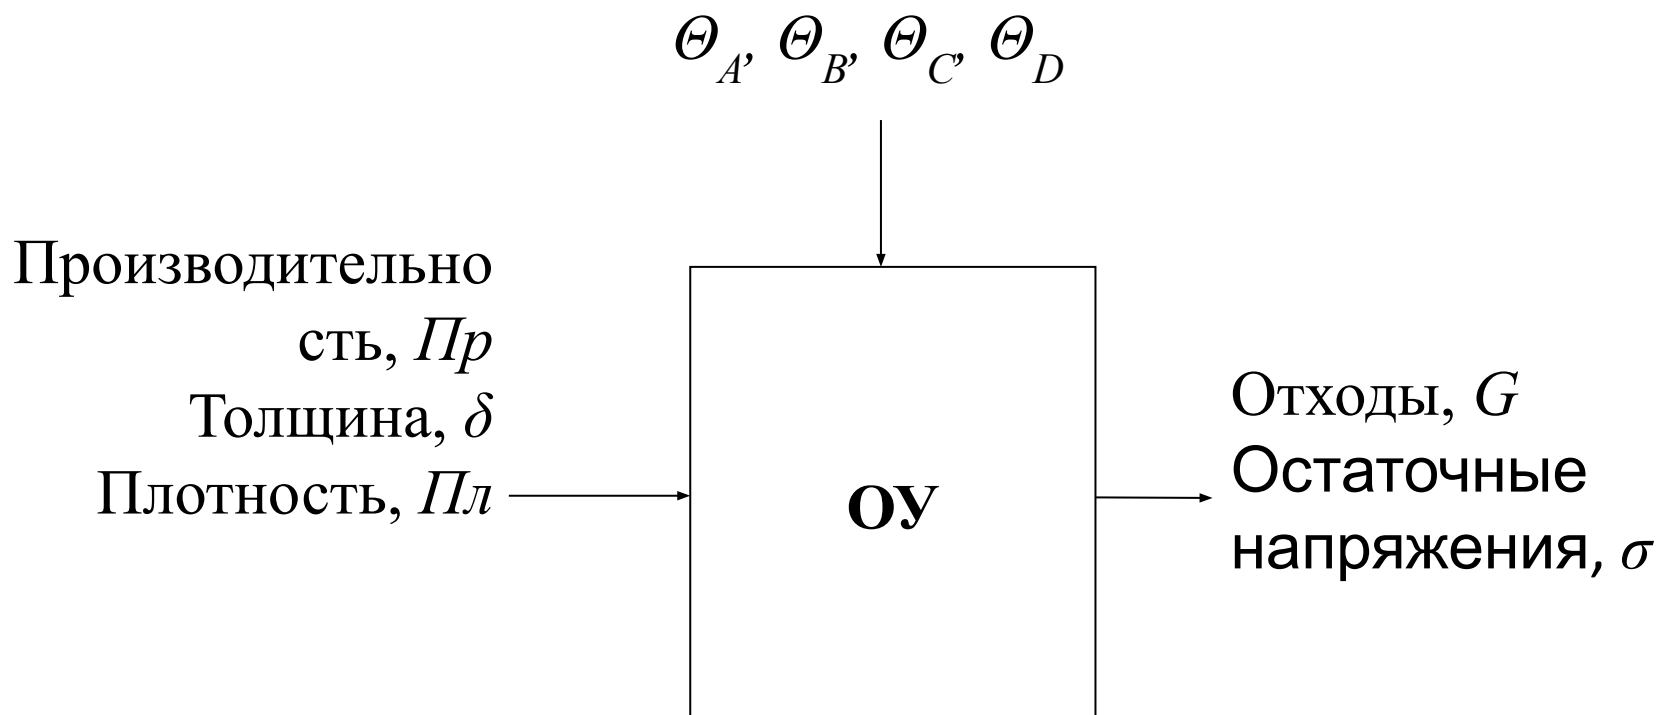 Θ_A, Θ_B, Θ_C, Θ_D
Производительно
сть, Пр
Толщина, δ
Плотность, Пл
ОУ
Отходы, G
Остаточные
напряжения, σ